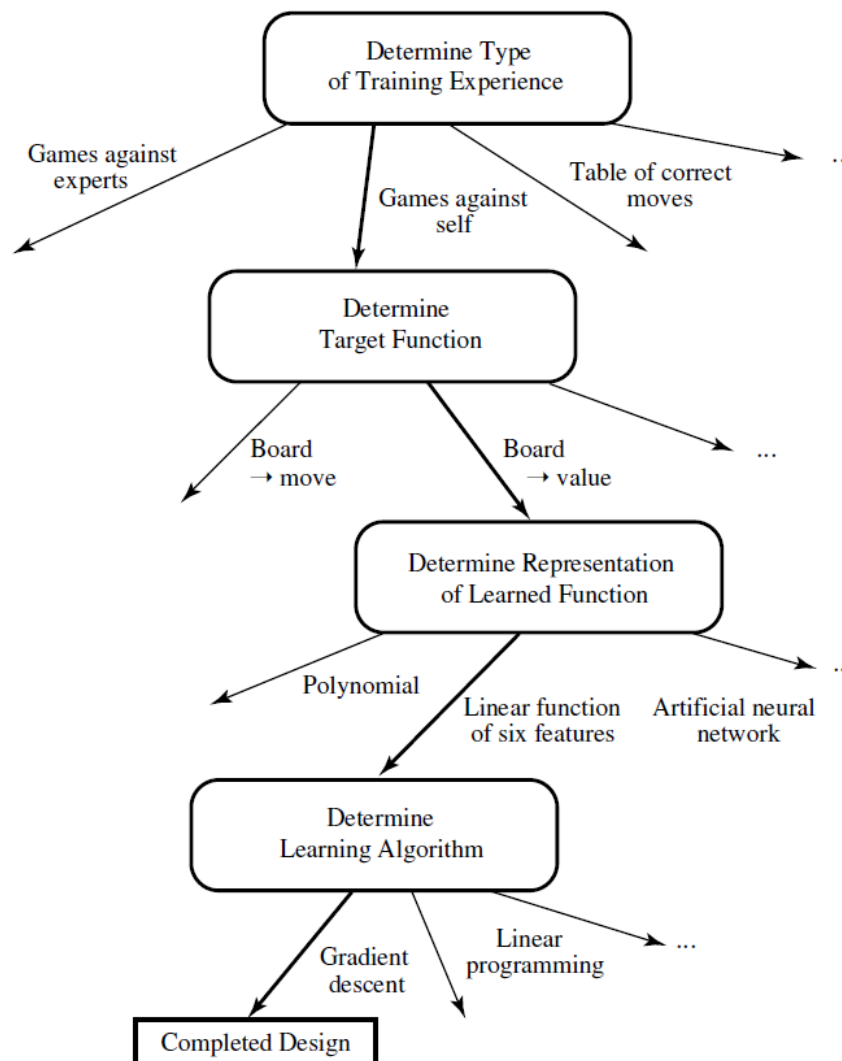 Determine Type
of Training Experience
Games against
experts
Games against
self
Table of correct
moves
...
Determine
Target Function
Board
→ move
Board
→ value
...
Determine Representation
of Learned Function
Polynomial
Linear function
of six features
Artificial neural
network
...
Determine
Learning Algorithm
Gradient
descent
Linear
programming
...
Completed Design